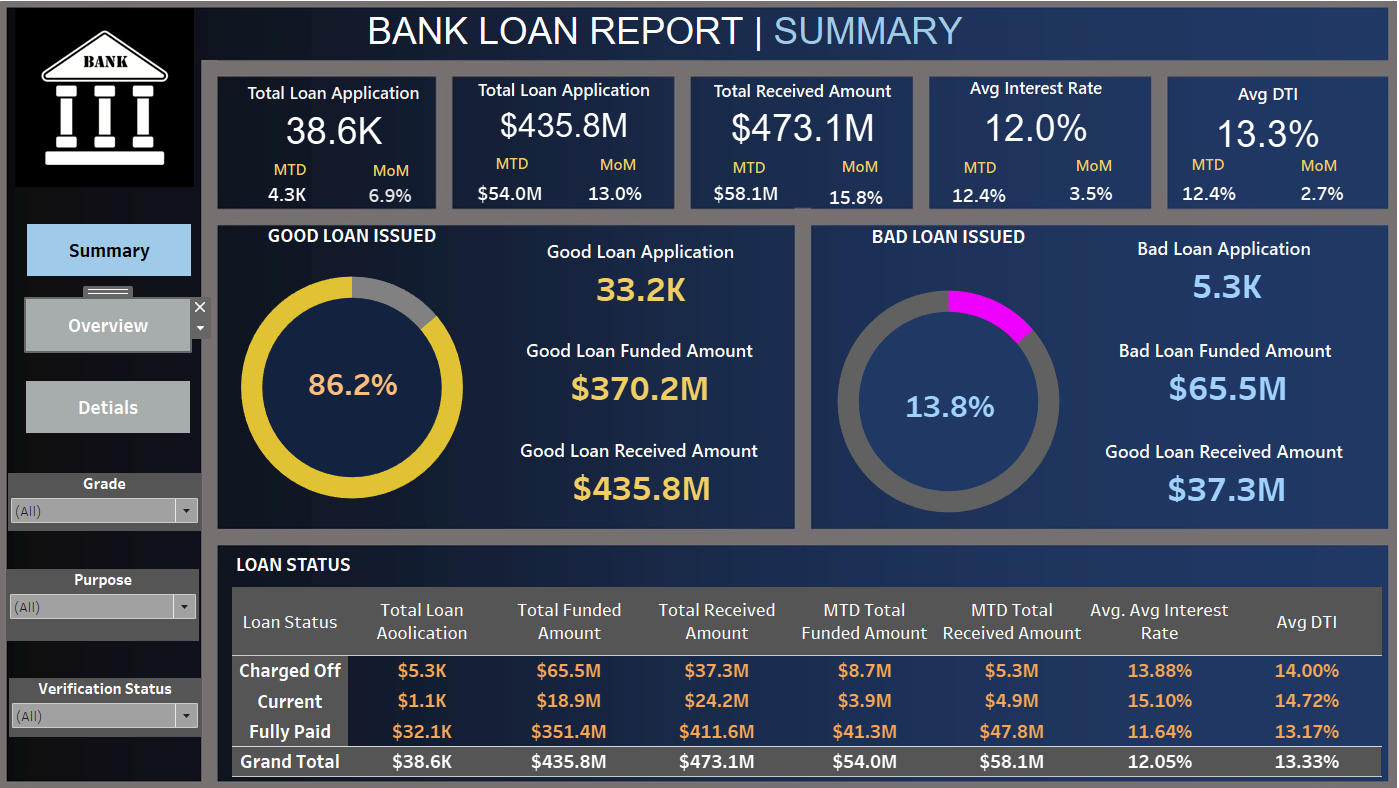 BANK LOAN REPORT | SUMMARY
BANK
Summary
Overview
Detials
Grade
(All)
Purpose
(All)
Verification Status
(All)
Total Loan Application
38.6K
MTD MoM
4.3K 6.9%
Total Loan Application
$435.8M
MTD MoM
$54.0M 13.0%
Total Received Amount
$473.1M
MTD MoM
$58.1M 15.8%
Avg Interest Rate
12.0%
MTD MoM
12.4% 3.5%
Avg DTI
13.3%
MTD MoM
12.4% 2.7%
GOOD LOAN ISSUED
86.2%
Good Loan Application
33.2K
Good Loan Funded Amount
$370.2M
Good Loan Received Amount
$435.8M
BAD LOAN ISSUED
13.8%
Bad Loan Application
5.3K
Bad Loan Funded Amount
$65.5M
Good Loan Received Amount
$37.3M
LOAN STATUS
Loan Status
Total Loan
Aoolication
Total Funded
Amount
Total Received
Amount
MTD Total
Funded Amount
MTD Total
Received Amount
Avg. Avg Interest
Rate
Avg DTI
Charged Off $5.3K $65.5M $37.3M $8.7M $5.3M 13.88% 14.00%
Current $1.1K $18.9M $24.2M $3.9M $4.9M 15.10% 14.72%
Fully Paid $32.1K $351.4M $411.6M $41.3M $47.8M 11.64% 13.17%
Grand Total $38.6K $435.8M $473.1M $54.0M $58.1M 12.05% 13.33%